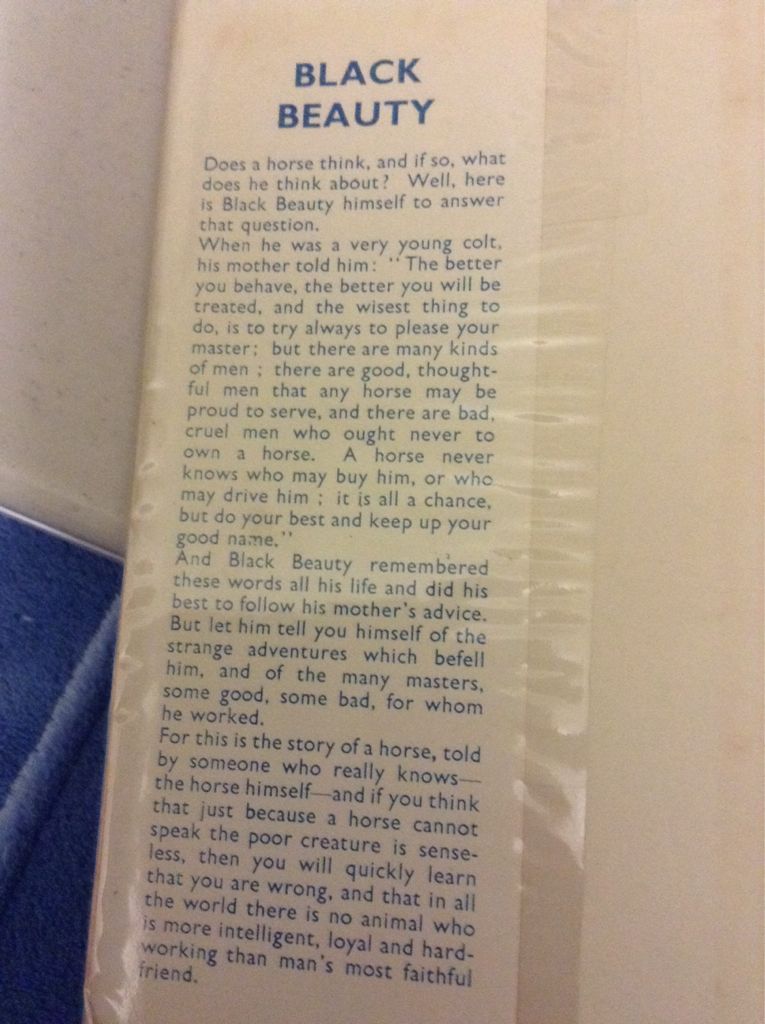 BLACK
BEAUTY
Does a horse think, and if so, what
does he think about? Well, here
is Black Beauty himself to answer
that question.
When he was a very young colt,
his mother told him: "The better
you behave, the better you will be
treated, and the wisest thing to
do, is to try always to please your
master; but there are many kinds
of men ; there are good, thought-
ful men that any horse may be
proud to serve, and there are bad,
cruel men who ought never to
own a horse. A horse never
knows who may buy him, or who
may drive him ; it is all a chance,
but do your best and keep up your
good name."
And Black Beauty remembered
these words all his life and did his
best to follow his mother's advice.
But let him tell you himself of the
strange adventures which befell
him, and of the many masters,
some good, some bad, for whom
he worked.
For this is the story of a horse, told
by someone who really knows—
the horse himself—and if you think
that just because a horse cannot
speak the poor creature is sense-
less, then you will quickly learn
that you are wrong, and that in all
the world there is no animal who
is more intelligent, loyal and hard-
working than man's most faithful
friend.